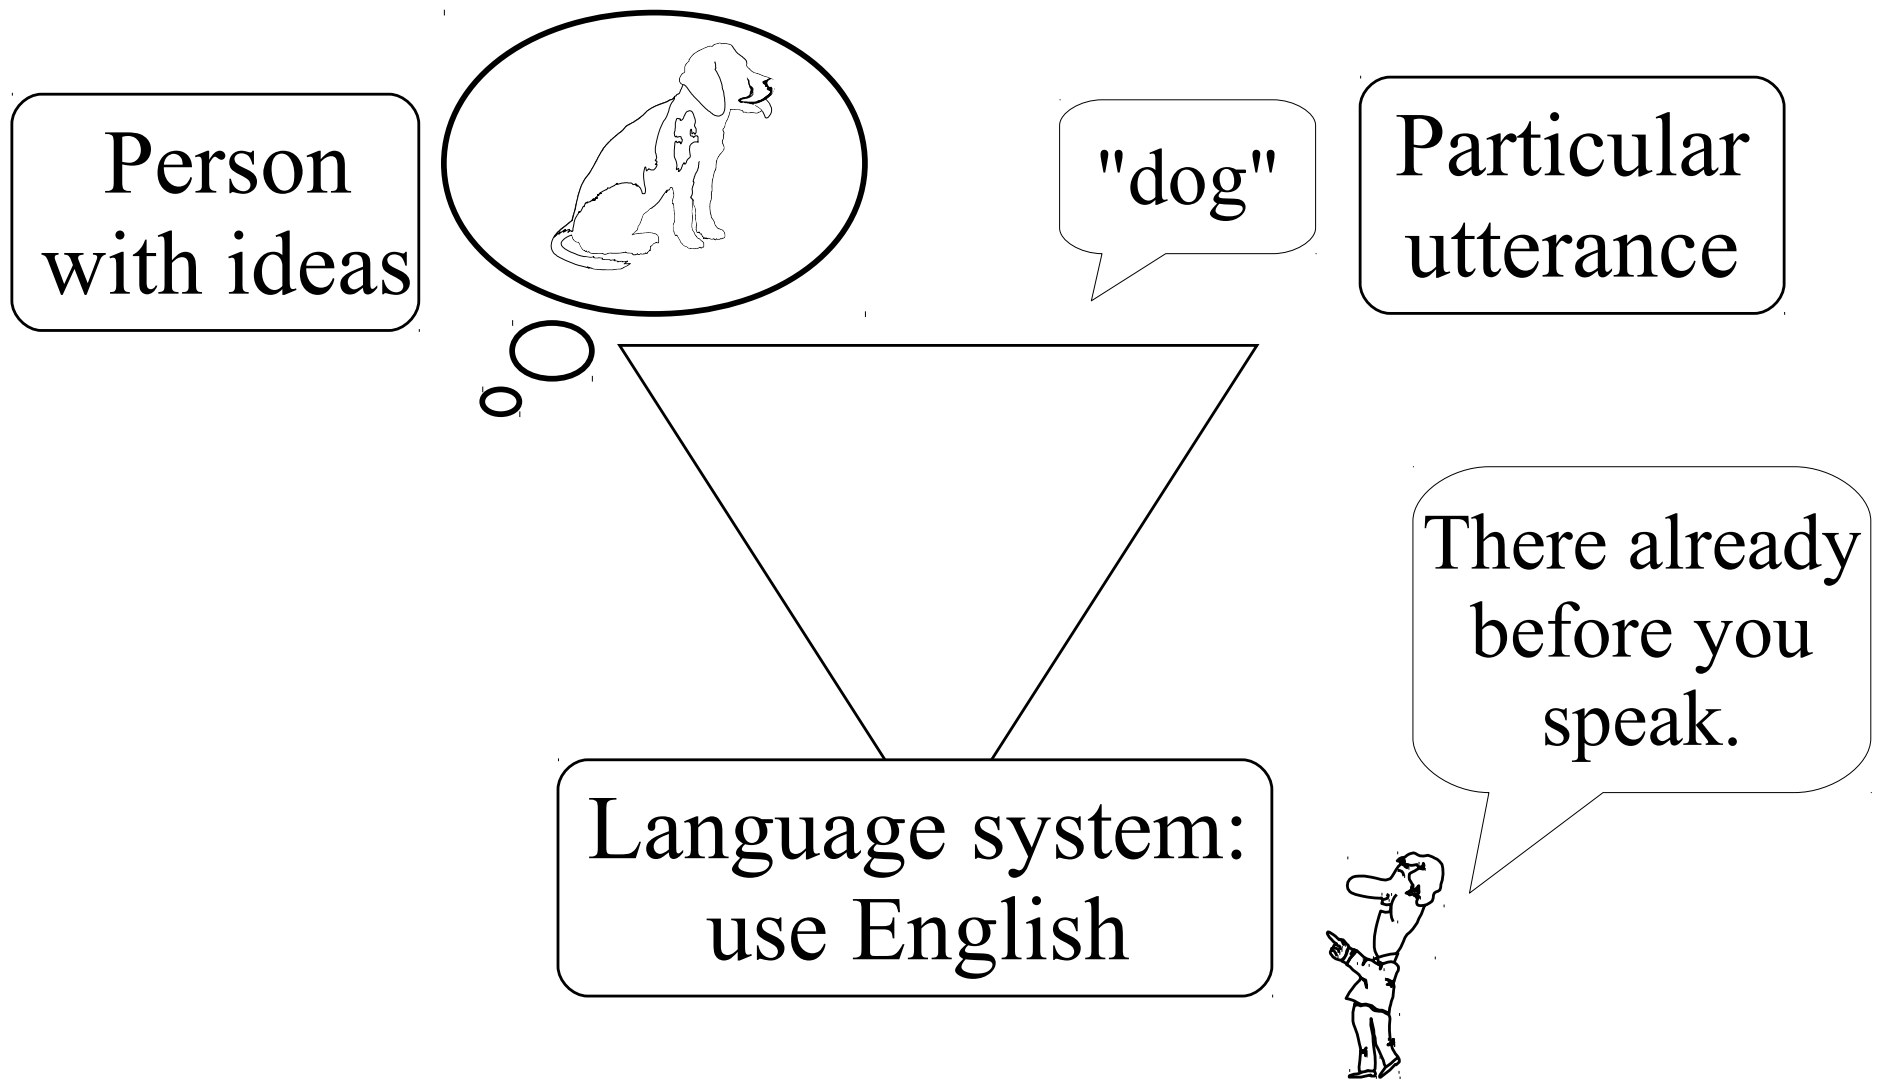 Person
with ideas
"dog"
Particular
utterance
There already
before you
speak.
Language system:
use English